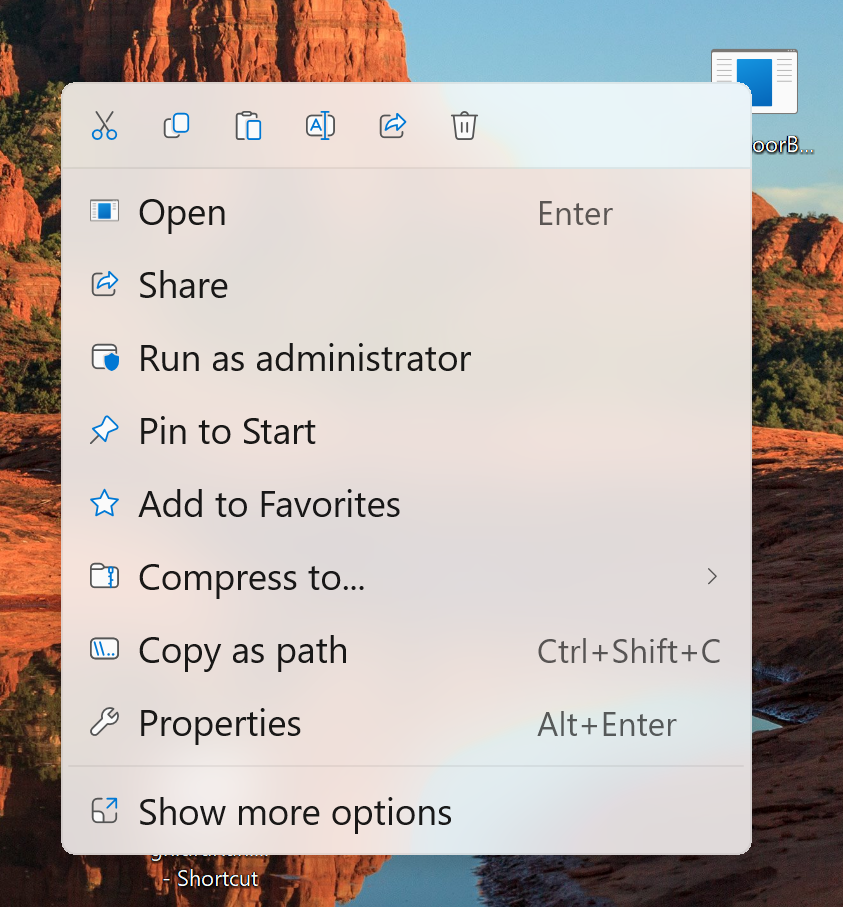 oorB...
Open Enter
Share
Run as administrator
Pin to Start
Add to Favorites
Compress to...
Copy as path Ctrl+Shift+C
Properties Alt+Enter
Show more options
- Shortcut